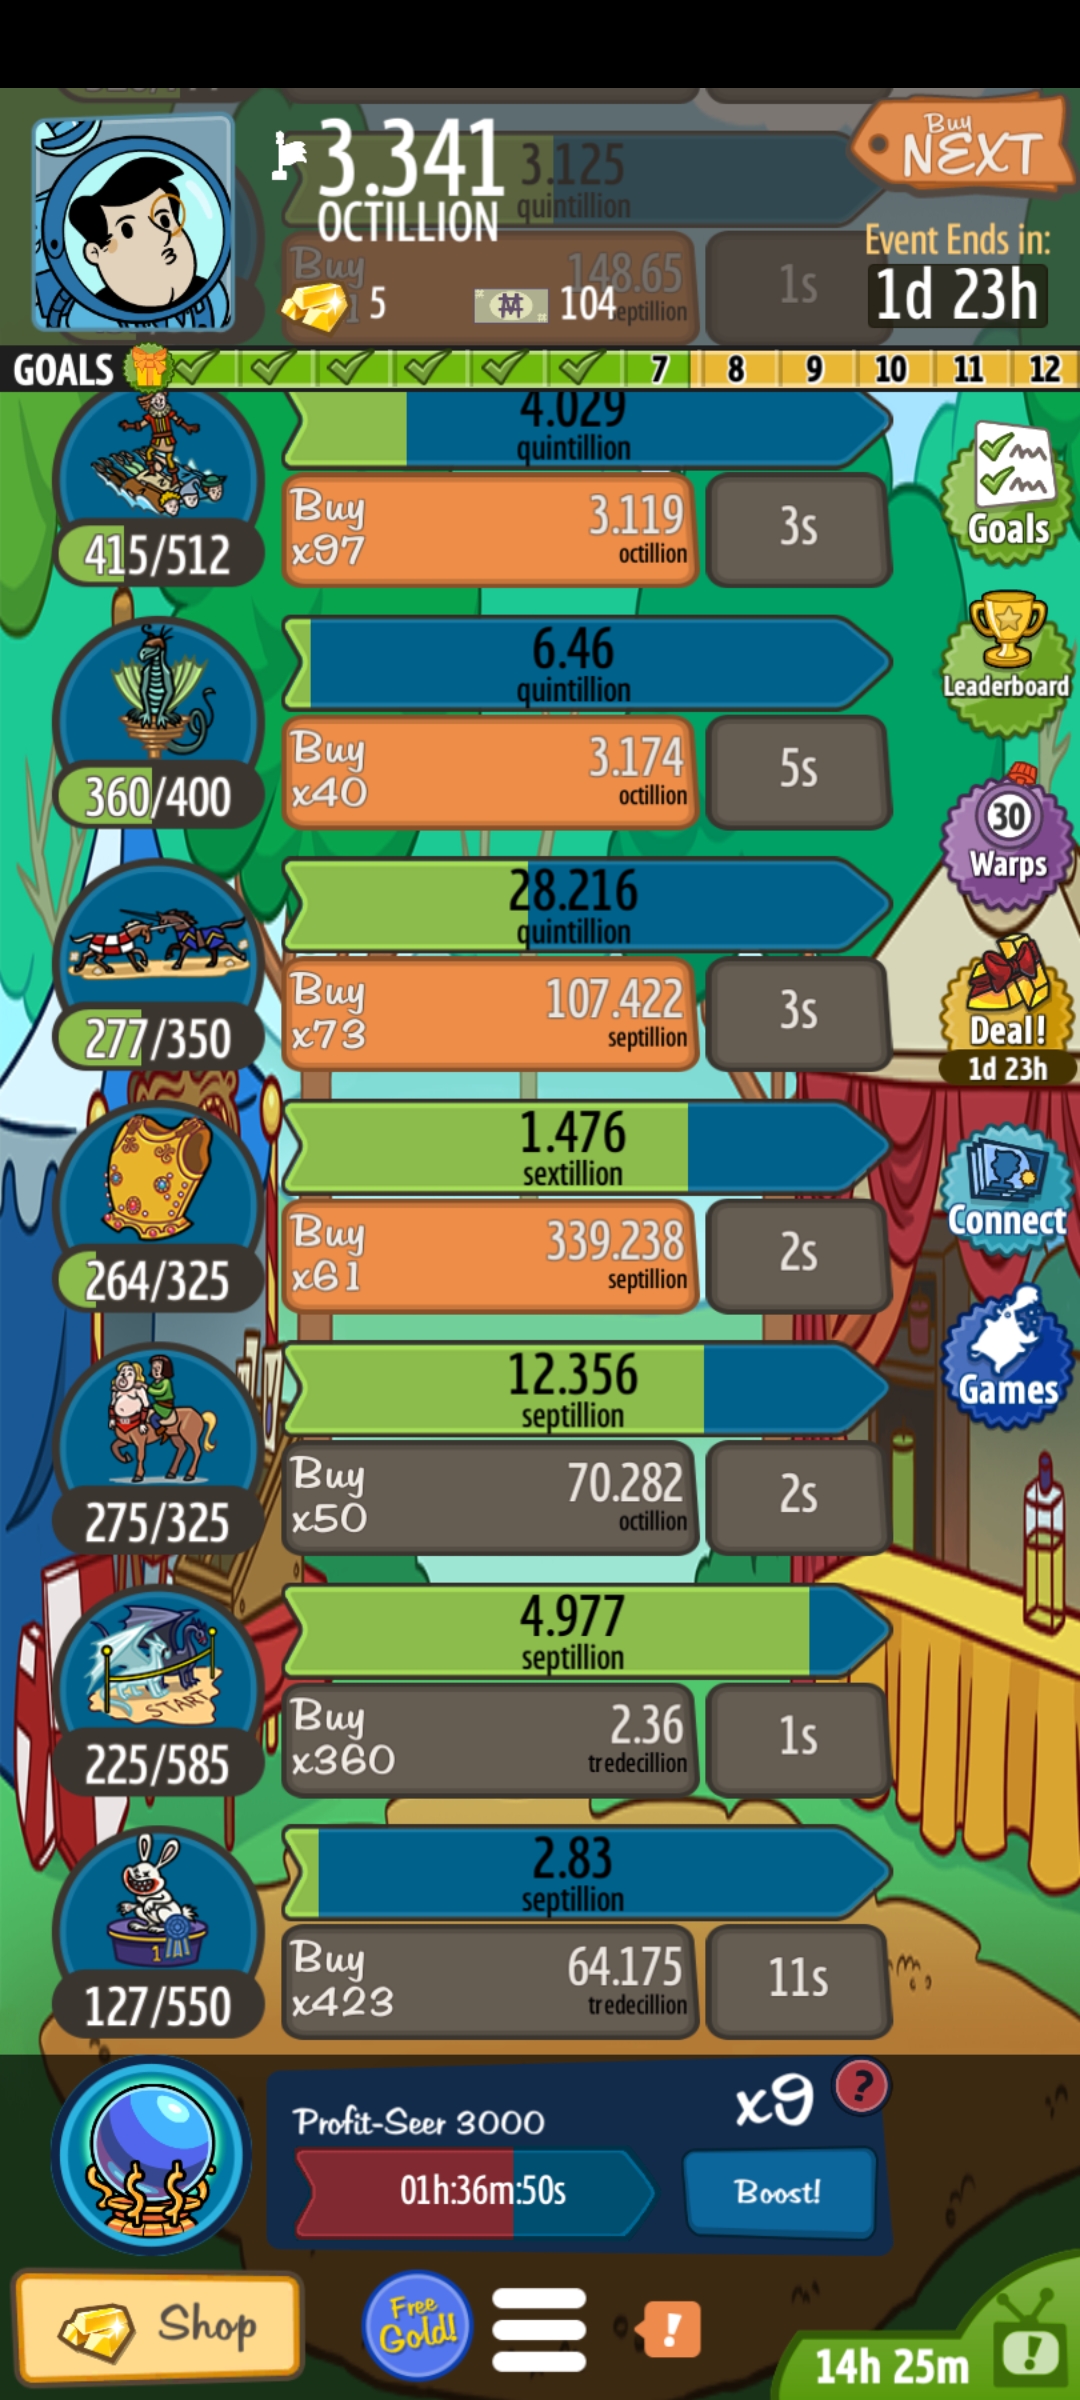 3.341
OCTILLION
3.125
quintillion
Buy
NEXT
Event Ends in:
1d 23h
Buy
148.65
septillion
1s
5
104
GOALS 7 8 9 10 11 12
4.029
quintillion
415/512
Buy
x97
3.119
octillion
3s
Goals
6.46
quintillion
360/400
Buy
x40
3.174
octillion
5s
Leaderboard
28.216
quintillion
277/350
Buy
x73
107.422
septillion
3s
30
Warps
Deal!
1d 23h
1.476
sextillion
264/325
Buy
x61
339.238
septillion
2s
Connect
12.356
septillion
275/325
Buy
x50
70.282
octillion
2s
Games
4.977
septillion
START
225/585
Buy
x360
2.36
tredecillion
1s
2.83
septillion
1
127/550
Buy
x423
64.175
tredecillion
11s
Profit-Seer 3000
x9
?
01h:36m:50s
Boost!
Shop
Free
Gold!
!
14h 25m
!